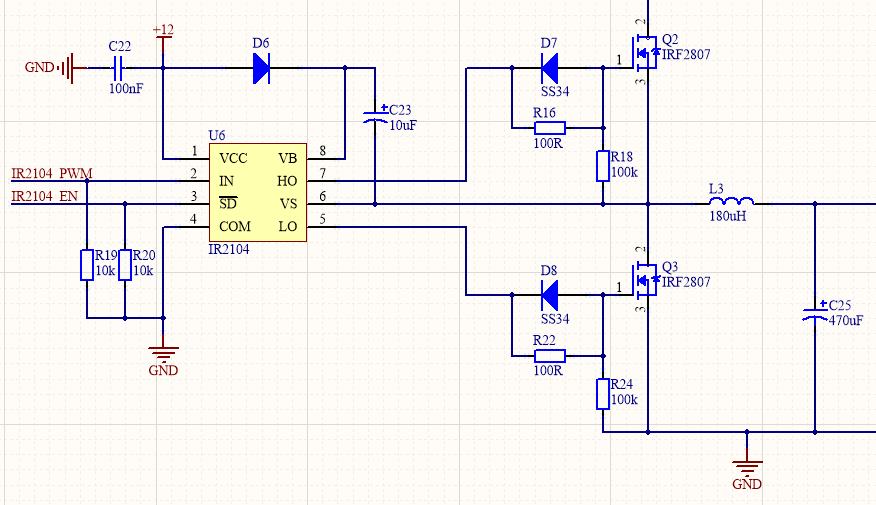 +12
C22
GND
100nF
D6
C23
10uF
U6
1 VCC VB 8
2 IN HO 7
3 SD VS 6
4 COM LO 5
IR2104
IR2104_PWM
IR2104_EN
R19
10k
R20
10k
GND
D7
SS34
R16
100R
R18
100k
2
Q2
IRF2807
1
3
L3
180uH
D8
SS34
R22
100R
R24
100k
2
Q3
IRF2807
1
3
C25
470uF
GND